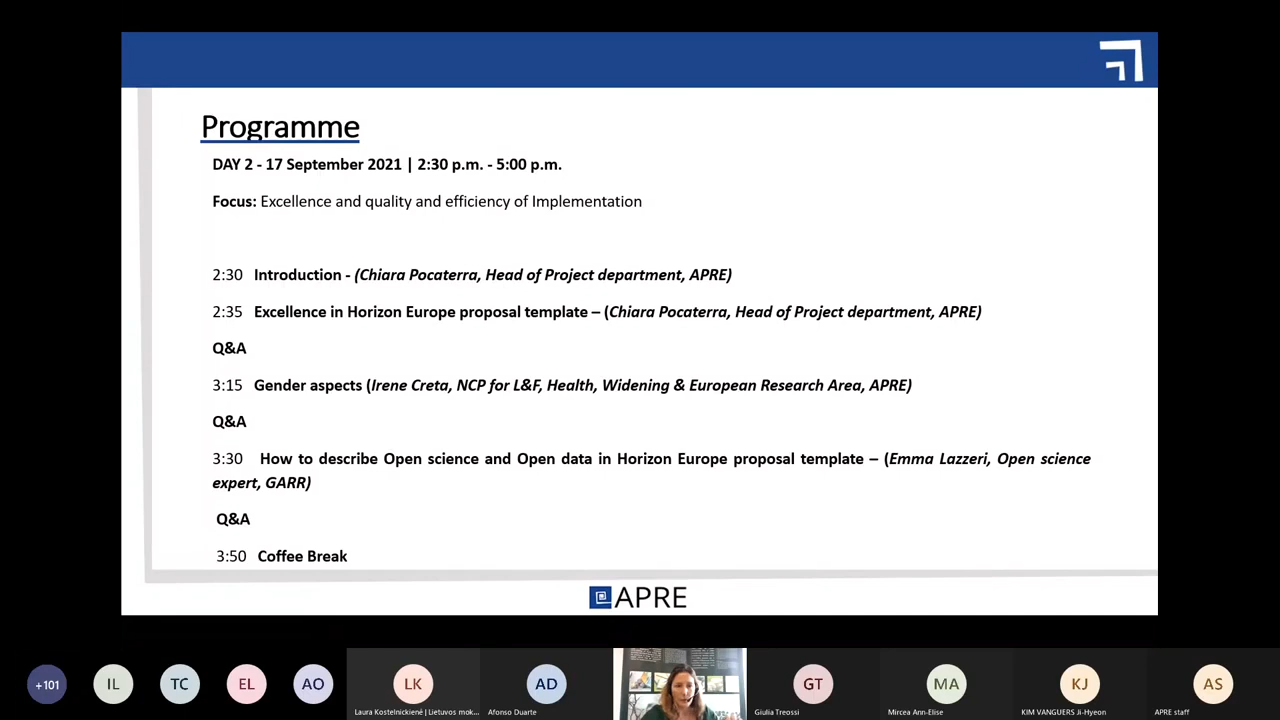 Programme
DAY 2 - 17 September 2021 | 2:30 p.m. - 5:00 p.m.
Focus: Excellence and quality and efficiency of Implementation
2:30 Introduction - (Chiara Pocaterra, Head of Project department, APRE)
2:35 Excellence in Horizon Europe proposal template – (Chiara Pocaterra, Head of Project department, APRE)
Q&A
3:15 Gender aspects (Irene Creta, NCP for L&F, Health, Widening & European Research Area, APRE)
Q&A
3:30 How to describe Open science and Open data in Horizon Europe proposal template – (Emma Lazzeri, Open science
expert, GARR)
Q&A
3:50 Coffee Break
APRE
+101 IL TC EL AO LK AD GT MA KJ AS
Laura Kostelnickienė | Lietuvos mok... Afonso Duarte Giulia Treossi Mircea Ann-Elise KIM VANGUERS Ji-Hyeon APRE staff